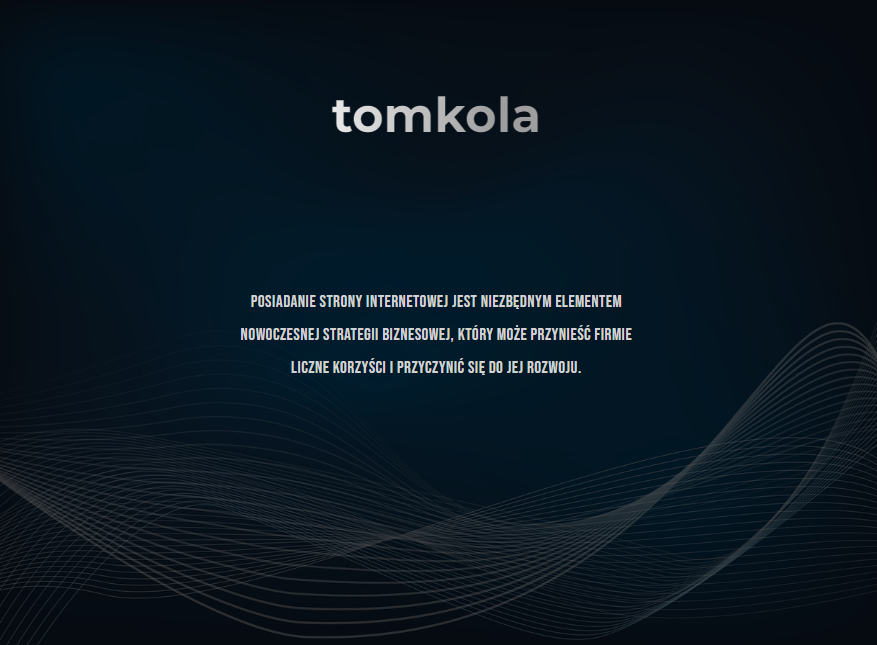 tomkola
POSIADANIE STRONY INTERNETOWEJ JEST NIEZBĘDNYM ELEMENTEM
NOWOCZESNEJ STRATEGII BIZNESOWEJ, KTÓRY MOŻE PRZYNIEŚĆ FIRMIE
LICZNE KORZYŚCI I PRZYCZYNIĆ SIĘ DO JEJ ROZWOJU.